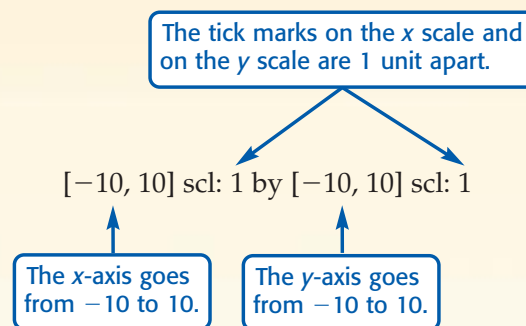 The tick marks on the x scale and
on the y scale are 1 unit apart.
[−10, 10] scl: 1 by [−10, 10] scl: 1
The x-axis goes
from −10 to 10.
The y-axis goes
from −10 to 10.